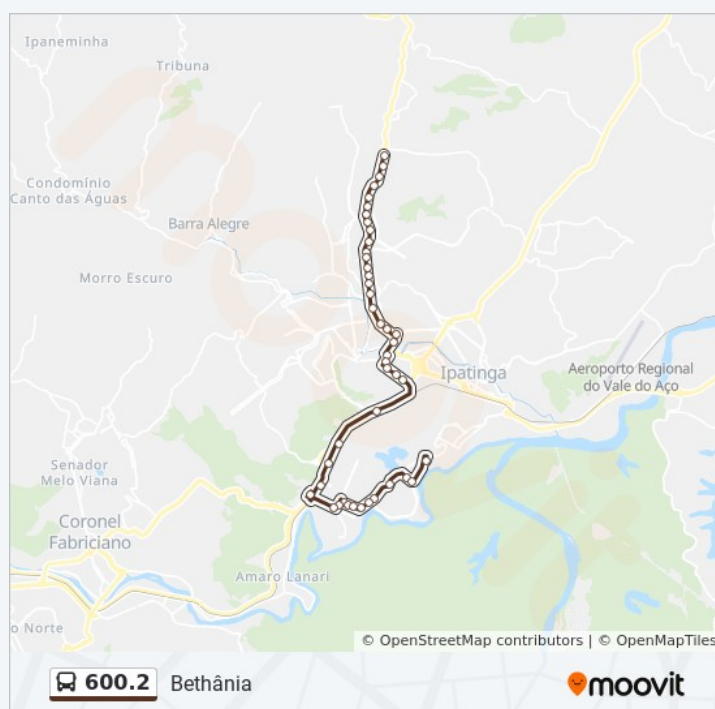 Ipaneminha
Tribuna
Condomínio
Canto das Águas
Barra Alegre
Morro Escuro
Ipatinga
Aeroporto Regional
do Vale do Aço
Senador
Melo Viana
Coronel
Fabriciano
Amaro Lanari
o Norte
© OpenStreetMap contributors | © OpenMapTiles
600.2 Bethânia
moovit